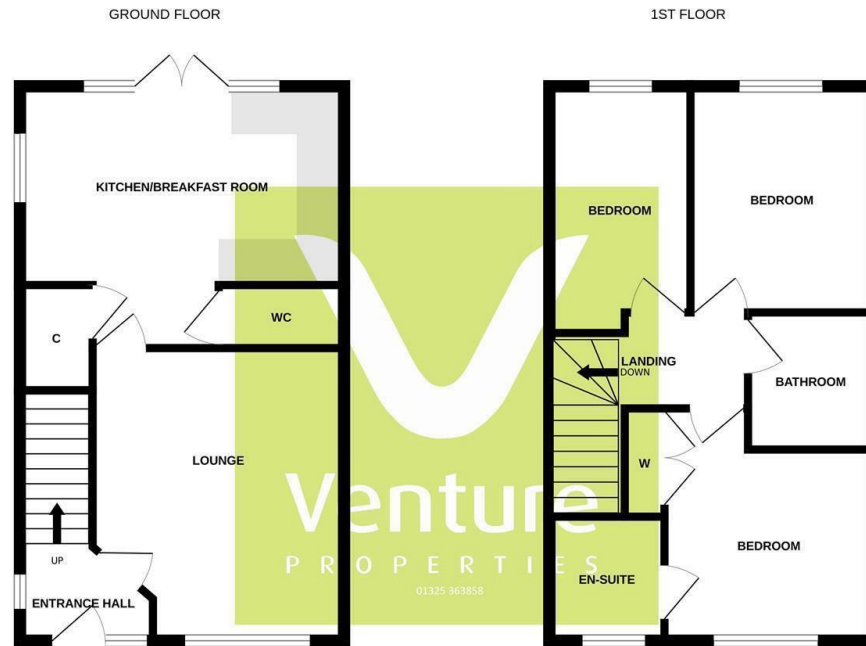 GROUND FLOOR
KITCHEN/BREAKFAST ROOM
WC
C
LOUNGE
UP
ENTRANCE HALL
1ST FLOOR
BEDROOM
BEDROOM
LANDING
DOWN
BATHROOM
W
BEDROOM
EN-SUITE
Venture
PROPERTIES
01325 363858